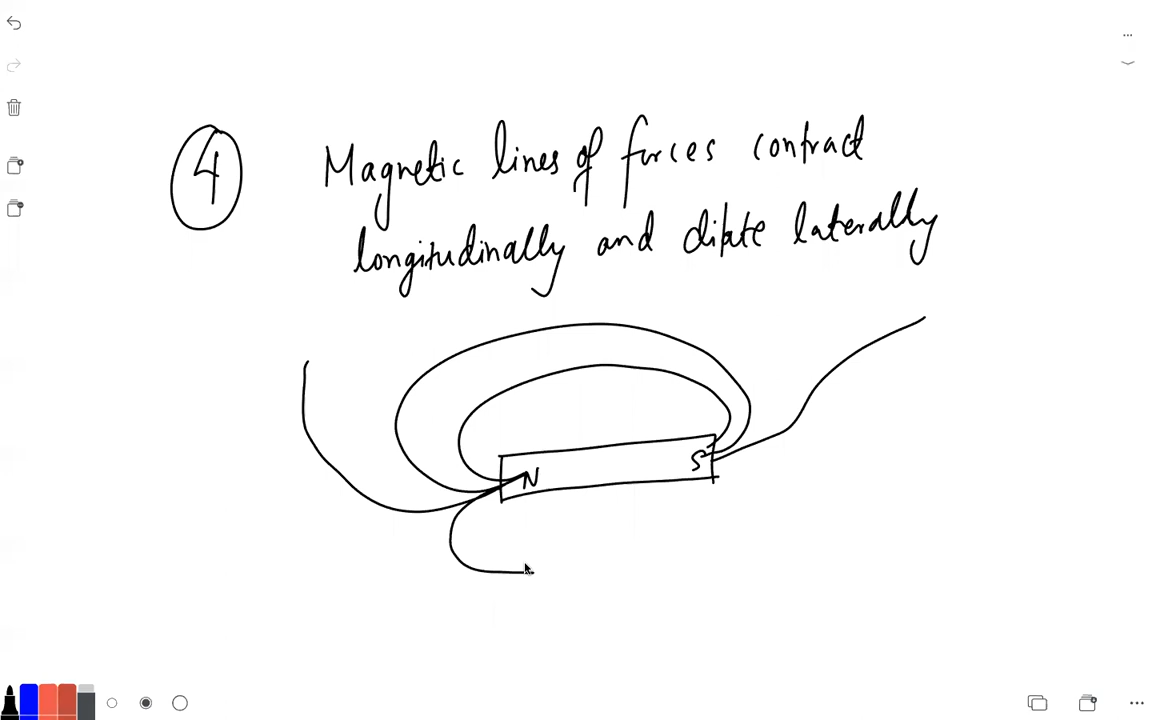 4 Magnetic lines of forces contract
longitudinally and dilate laterally
N S